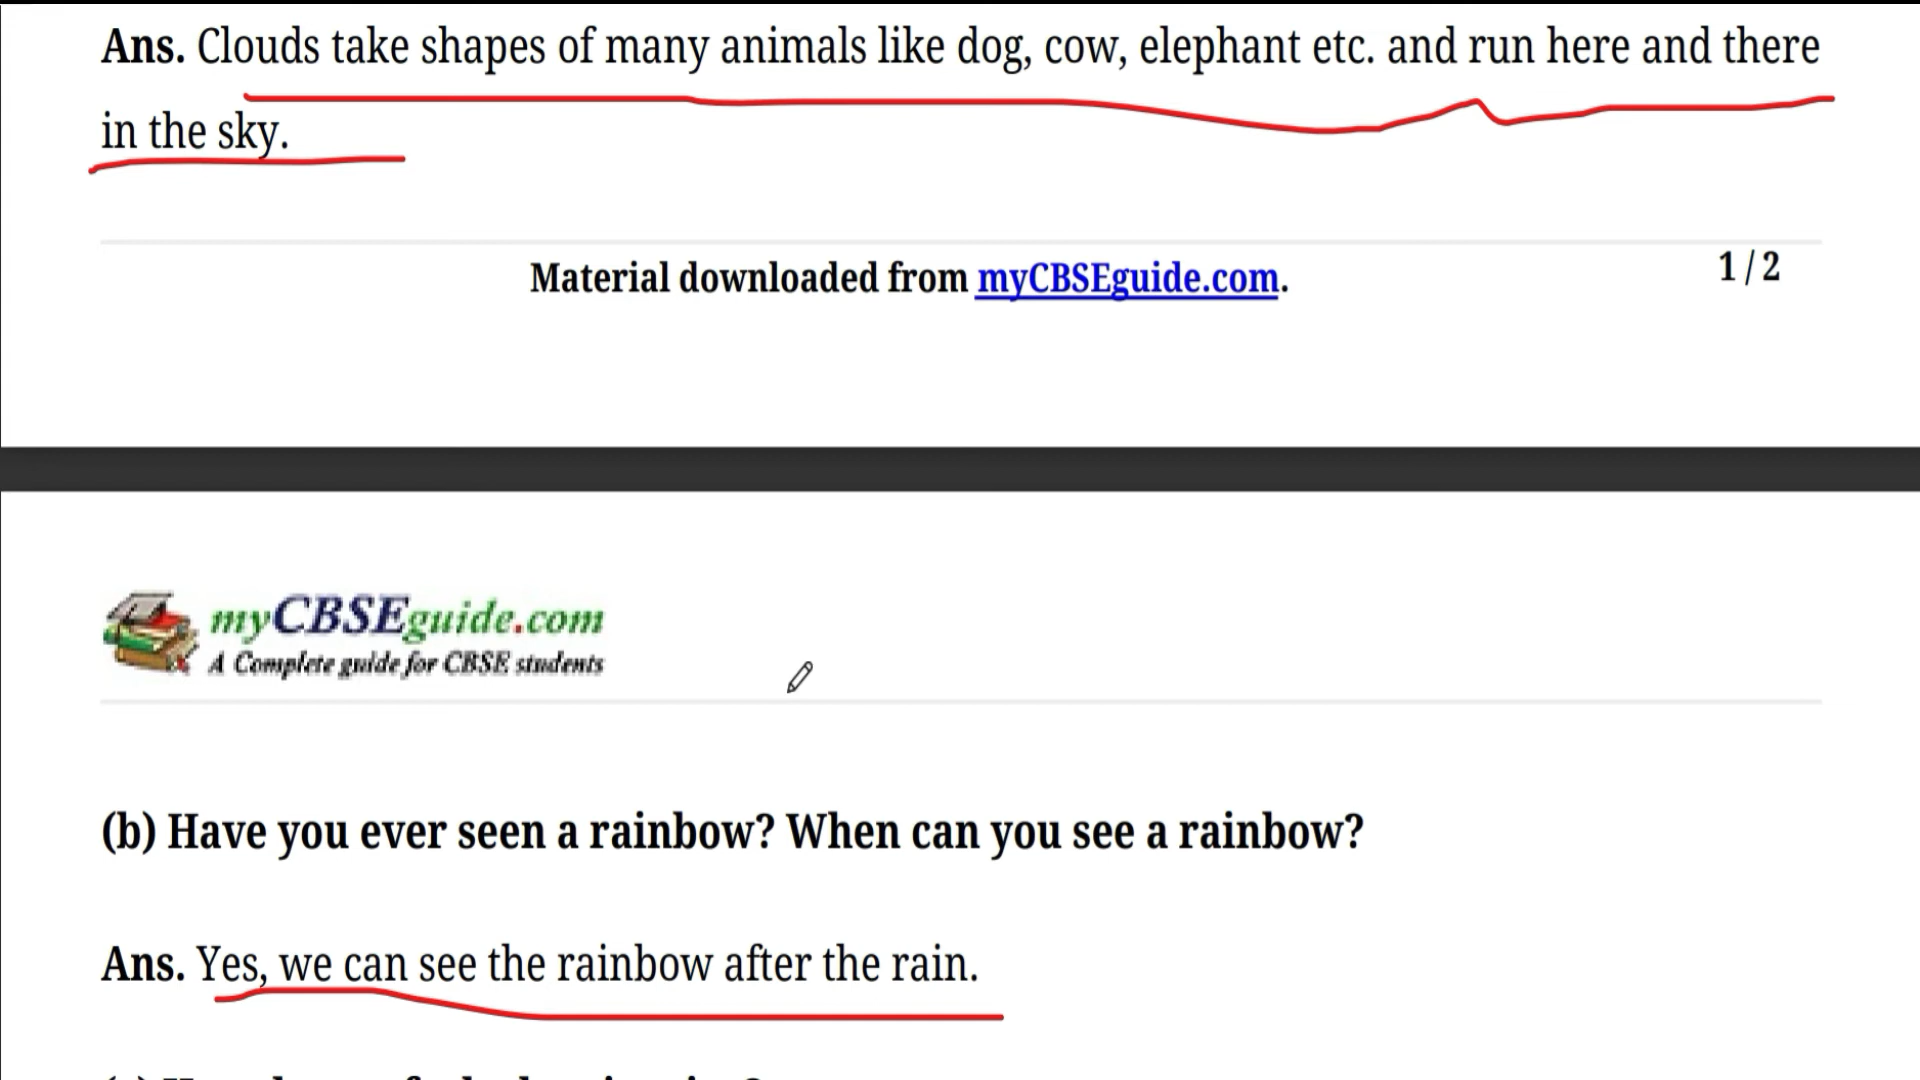 Ans. Clouds take shapes of many animals like dog, cow, elephant etc. and run here and there
in the sky.
Material downloaded from myCBSEguide.com.
1 / 2
myCBSEguide.com
A Complete guide for CBSE students
(b) Have you ever seen a rainbow? When can you see a rainbow?
Ans. Yes, we can see the rainbow after the rain.